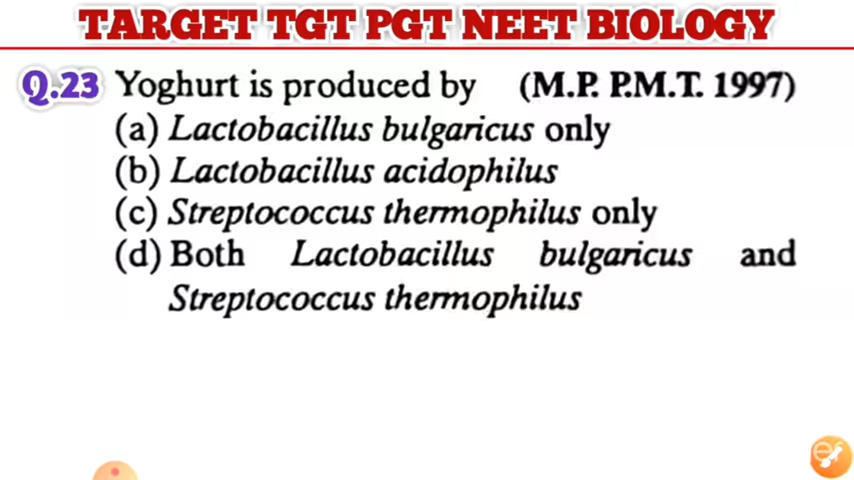 TARGET TGT PGT NEET BIOLOGY
Q.23 Yoghurt is produced by (M.P. P.M.T. 1997)
(a) Lactobacillus bulgaricus only
(b) Lactobacillus acidophilus
(c) Streptococcus thermophilus only
(d) Both Lactobacillus bulgaricus and
Streptococcus thermophilus